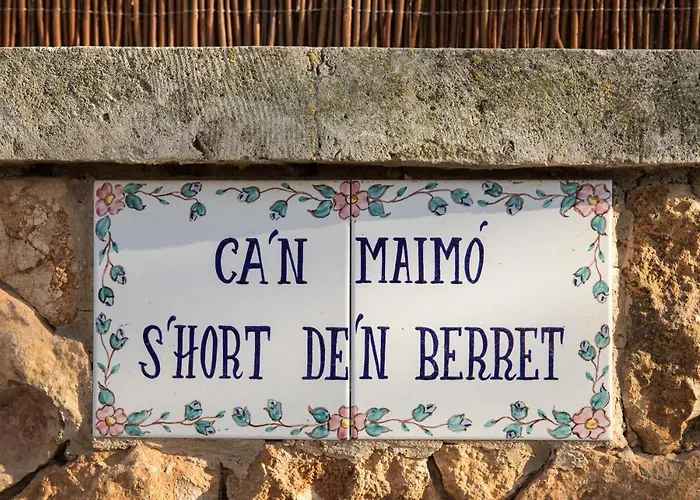 CA'N MAIMÓ
S'HORT DE'N BERRET